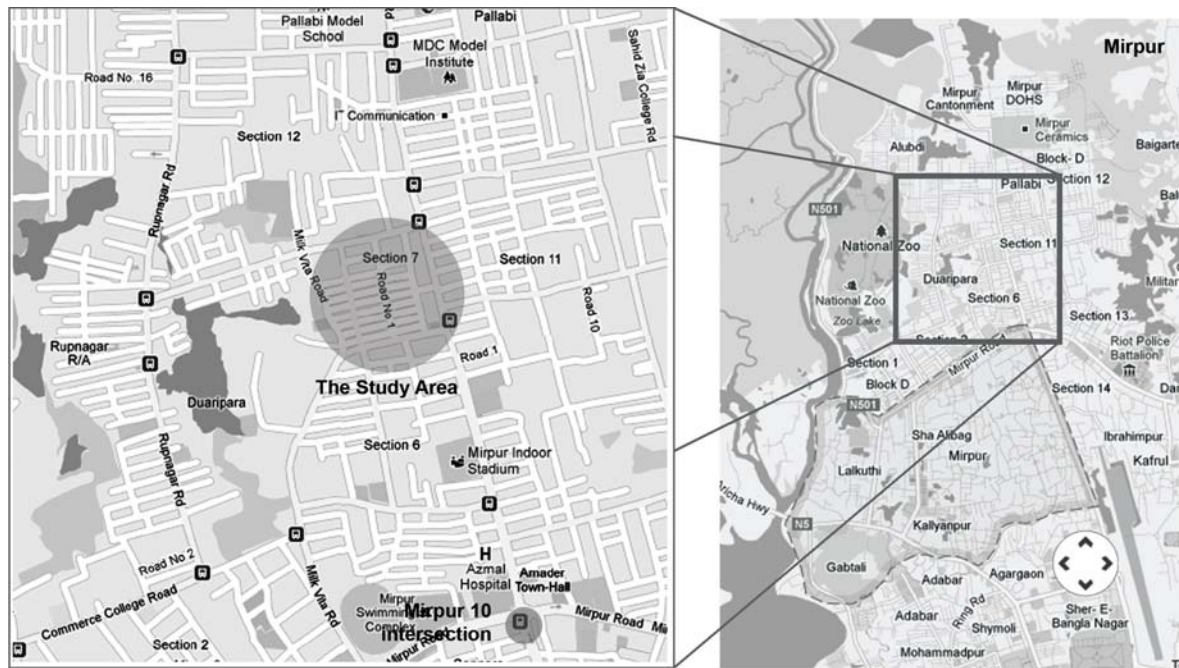 Pallabi Model
School
Rd
Pallabi
MDC Model
Institute
Sahid Zia College Rd
Road No. 16
Communication
Section 12
Rupnagar Rd
Milk Vita Road
Section 7
Road No 1
Section 11
Road 10
Road 1
Rupnagar
R/A
The Study Area
Duaripara
Section 6
Mirpur Indoor
Stadium
Rupnagar Rd
H
Azmal
Hospital
Amader
Town-Hall
Road No 2
Commerce College Road
Milk Vita Rd
Mirpur
Swimming
Complex
Mirpur 10
intersection
Mirpur Road
Mirpur Road
Section 2
Mirpur
Mirpur
Cantonment
Mirpur
DOHS
Mirpur
Ceramics
Alubdi
Block- D
Section 12
Pallabi
N501
National Zoo
Section 11
Duaripara
National Zoo
Zoo Lake
Section 6
Section 13
Mirpur Road
Riot Police
Battalion
Section 1
Block D
N501
Section 14
Sha Alibag
Mirpur
Lalkuthi
Ibrahimpur
Kafrul
Aricha Hwy
N5
Kallyanpur
Gabtali
Adabar
Agargaon
Adabar
Ring Rd
Shymoli
Sher- E-
Bangla Nagar
Mohammadpur